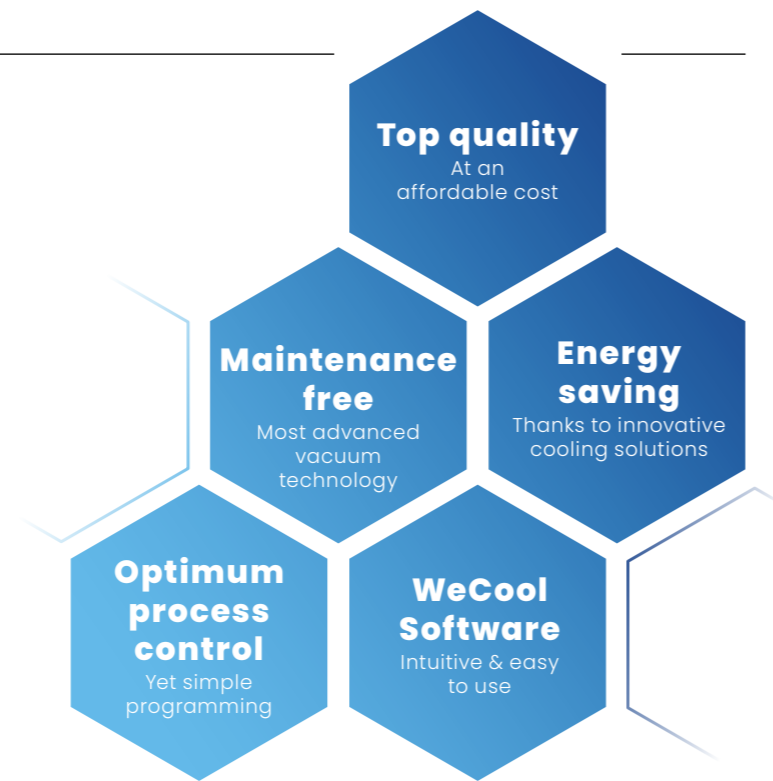 Top quality
At an
affordable cost
Maintenance
free
Most advanced
vacuum
technology
Energy
saving
Thanks to innovative
cooling solutions
Optimum
process
control
Yet simple
programming
WeCool
Software
Intuitive & easy
to use